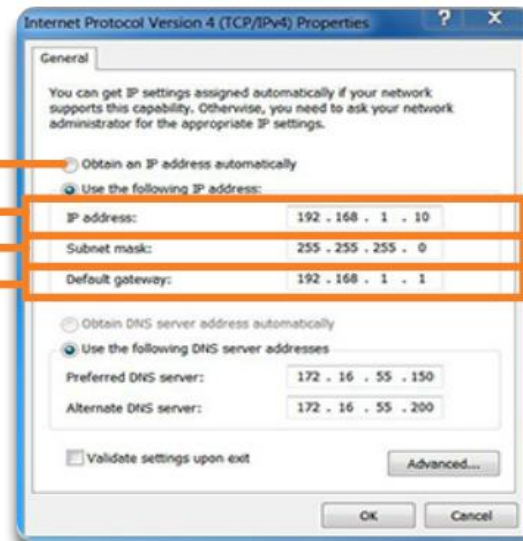 Internet Protocol Version 4 (TCP/IPv4) Properties
General
You can get IP settings assigned automatically if your network
supports this capability. Otherwise, you need to ask your network
administrator for the appropriate IP settings.
Obtain an IP address automatically
Use the following IP address:
IP address: 192 . 168 . 1 . 10
Subnet mask: 255 . 255 . 255 . 0
Default gateway: 192 . 168 . 1 . 1
Obtain DNS server address automatically
Use the following DNS server addresses
Preferred DNS server: 172 . 16 . 55 . 150
Alternate DNS server: 172 . 16 . 55 . 200
Validate settings upon exit
Advanced...
OK Cancel